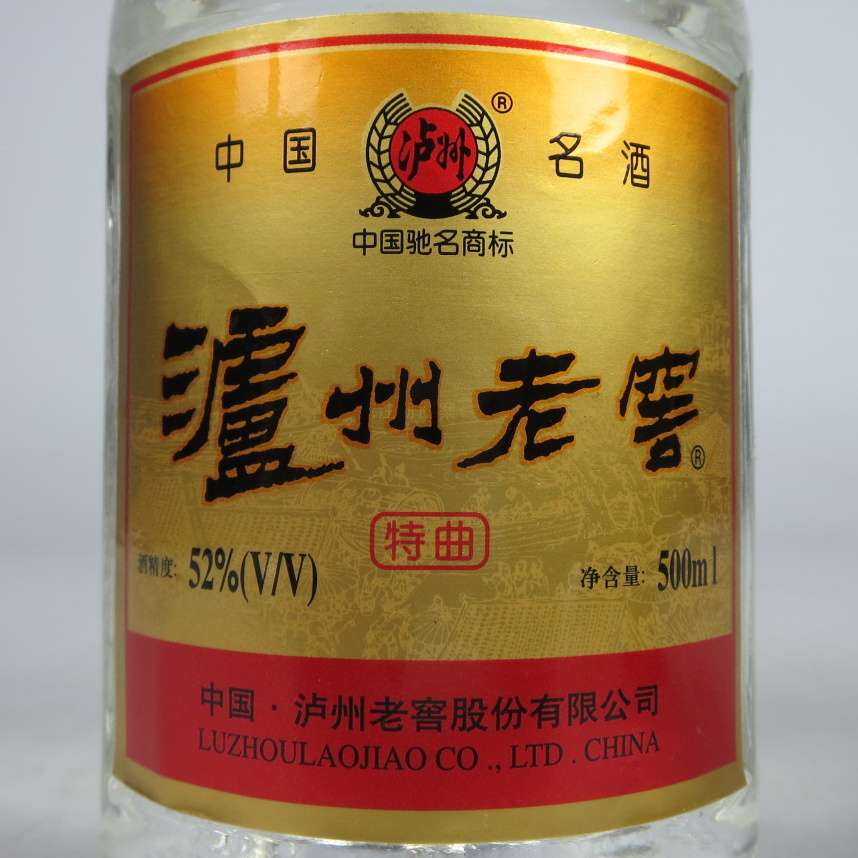 中国 泸州® 名酒
中国驰名商标
瀘州老窖®
特曲
酒精度: 52%(V/V) 净含量: 500ml
中国·泸州老窖股份有限公司
LUZHOULAOJIAO CO ., LTD . CHINA